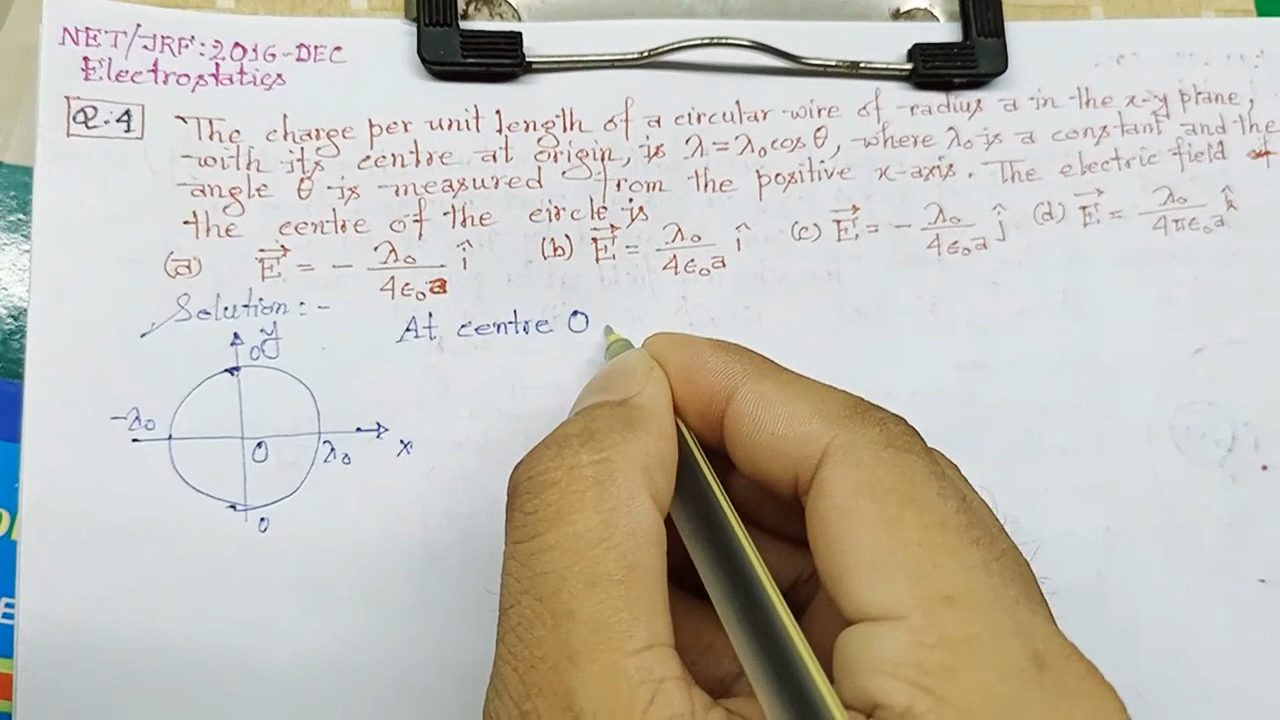 NET/JRF:2016-DEC
Electrostatics
Q.4 The charge per unit length of a circular wire of radius a in the x-y plane,
with its centre at origin, is λ=λ₀cosθ, where λ₀ is a constant and the
angle θ is measured from the positive x-axis. The electric field at
the centre of the circle is
(a) E⃗ = - λ₀/4ϵ₀a î (b) E⃗ = λ₀/4ϵ₀a î (c) E⃗ = - λ₀/4ϵ₀a ĵ (d) E⃗ = λ₀/4πϵ₀a k̂
Solution:-
At centre O
y
0
-λ₀
O
λ₀
x
0